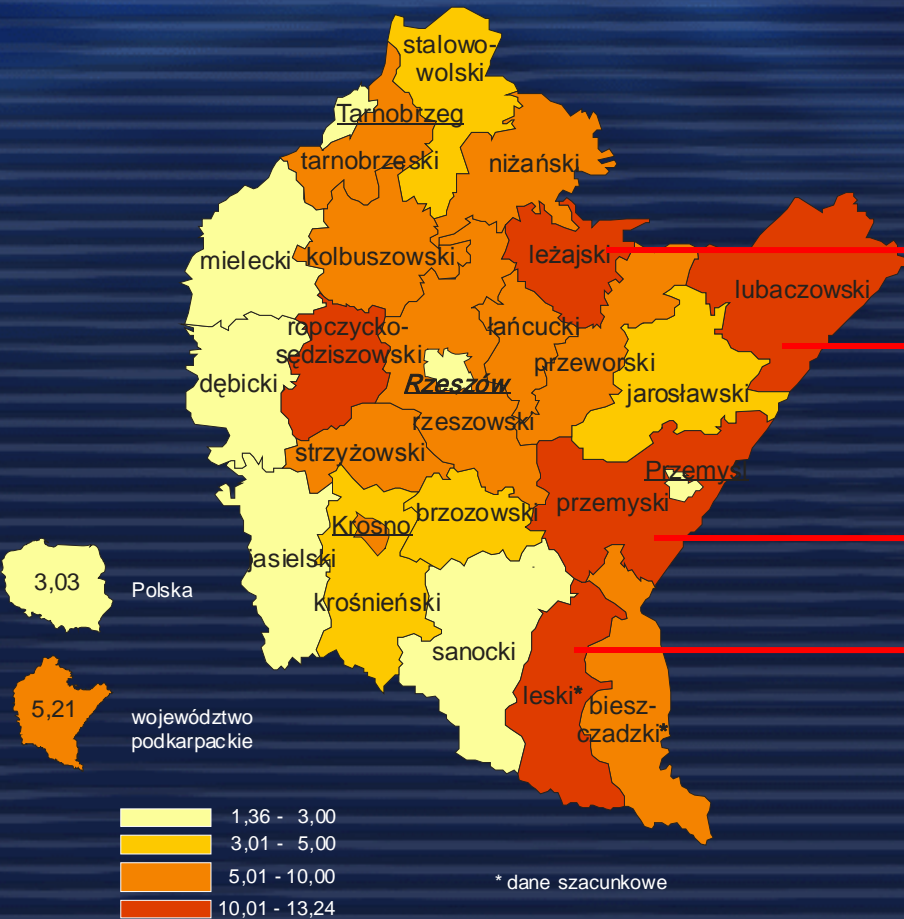 stalowo-
wolski
Tarnobrzeg
tarnobrzeski
niżański
mielecki
kolbuszowski
leżajski
lubaczowski
ropczycko-
sędziszowski
łańcucki
przeworski
dębicki
Rzeszów
jarosławski
rzeszowski
strzyżowski
Przemyśl
przemyski
Krosno
brzozowski
jasielski
krośnieński
sanocki
leski*
biesz-
czadzki*
3,03
Polska
5,21
województwo
podkarpackie
1,36 - 3,00
3,01 - 5,00
5,01 - 10,00
10,01 - 13,24
* dane szacunkowe